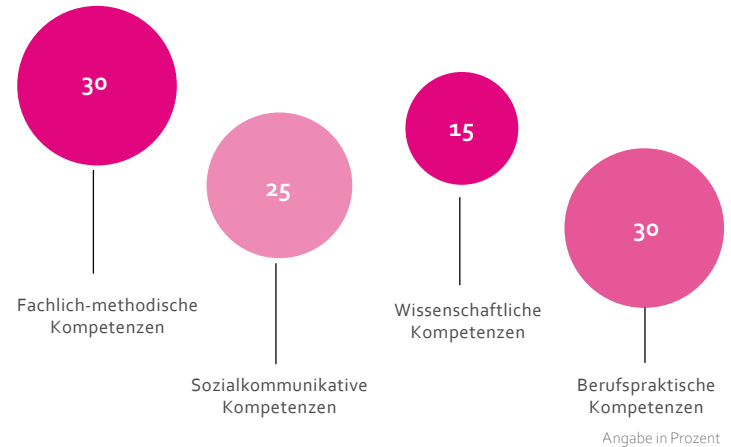 30
Fachlich-methodische
Kompetenzen
25
Sozialkommunikative
Kompetenzen
15
Wissenschaftliche
Kompetenzen
30
Berufspraktische
Kompetenzen
Angabe in Prozent